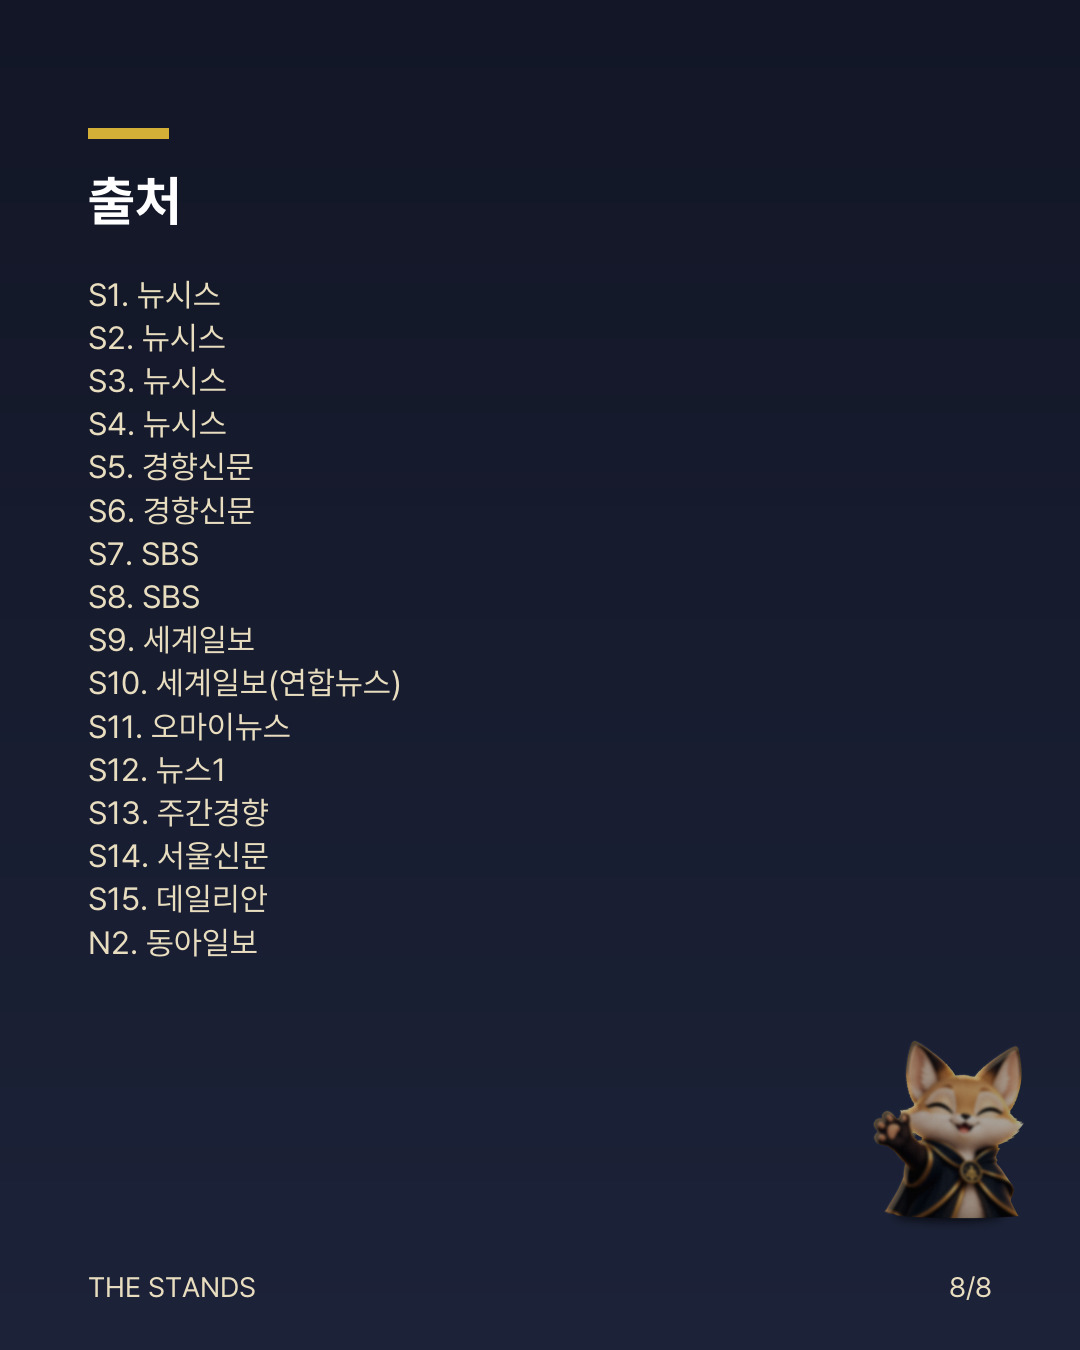 출처
S1. 뉴시스
S2. 뉴시스
S3. 뉴시스
S4. 뉴시스
S5. 경향신문
S6. 경향신문
S7. SBS
S8. SBS
S9. 세계일보
S10. 세계일보(연합뉴스)
S11. 오마이뉴스
S12. 뉴스1
S13. 주간경향
S14. 서울신문
S15. 데일리안
N2. 동아일보
THE STANDS
8/8